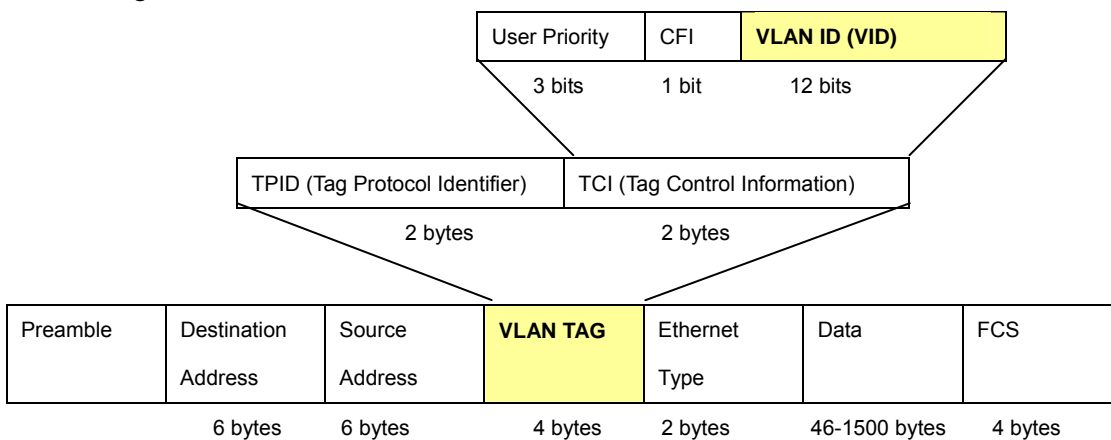 User Priority CFI VLAN ID (VID)
3 bits 1 bit 12 bits
TPID (Tag Protocol Identifier) TCI (Tag Control Information)
2 bytes 2 bytes
Preamble Destination Address Source Address VLAN TAG Ethernet Type Data FCS
6 bytes 6 bytes 4 bytes 2 bytes 46-1500 bytes 4 bytes